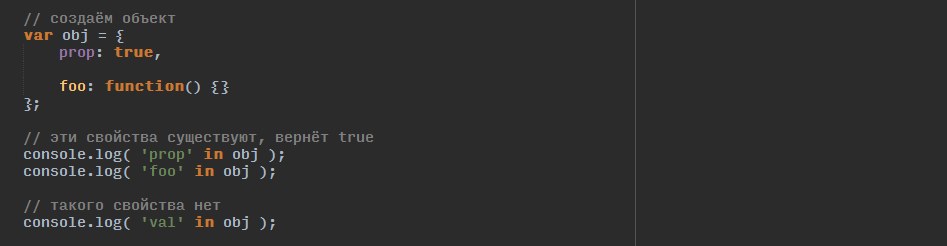 // создаём объект
var obj = {
prop: true,
foo: function() {}
};
// эти свойства существуют, вернёт true
console.log( 'prop' in obj );
console.log( 'foo' in obj );
// такого свойства нет
console.log( 'val' in obj );